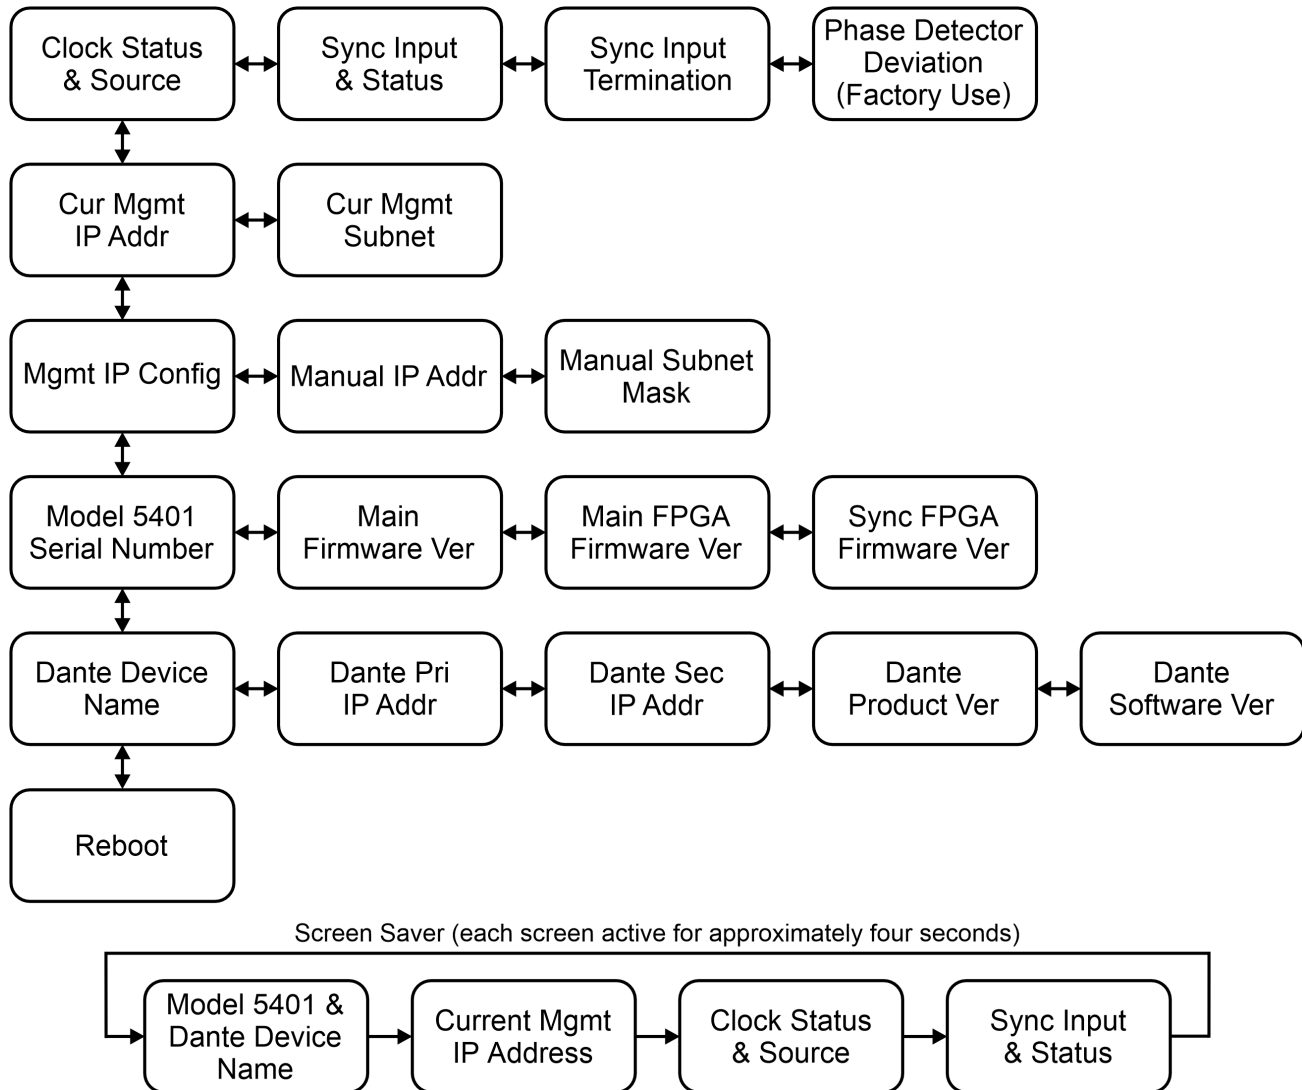 Clock Status
& Source
Sync Input
& Status
Sync Input
Termination
Phase Detector
Deviation
(Factory Use)
Cur Mgmt
IP Addr
Cur Mgmt
Subnet
Mgmt IP Config
Manual IP Addr
Manual Subnet
Mask
Model 5401
Serial Number
Main
Firmware Ver
Main FPGA
Firmware Ver
Sync FPGA
Firmware Ver
Dante Device
Name
Dante Pri
IP Addr
Dante Sec
IP Addr
Dante
Product Ver
Dante
Software Ver
Reboot
Screen Saver (each screen active for approximately four seconds)
Model 5401 &
Dante Device
Name
Current Mgmt
IP Address
Clock Status
& Source
Sync Input
& Status